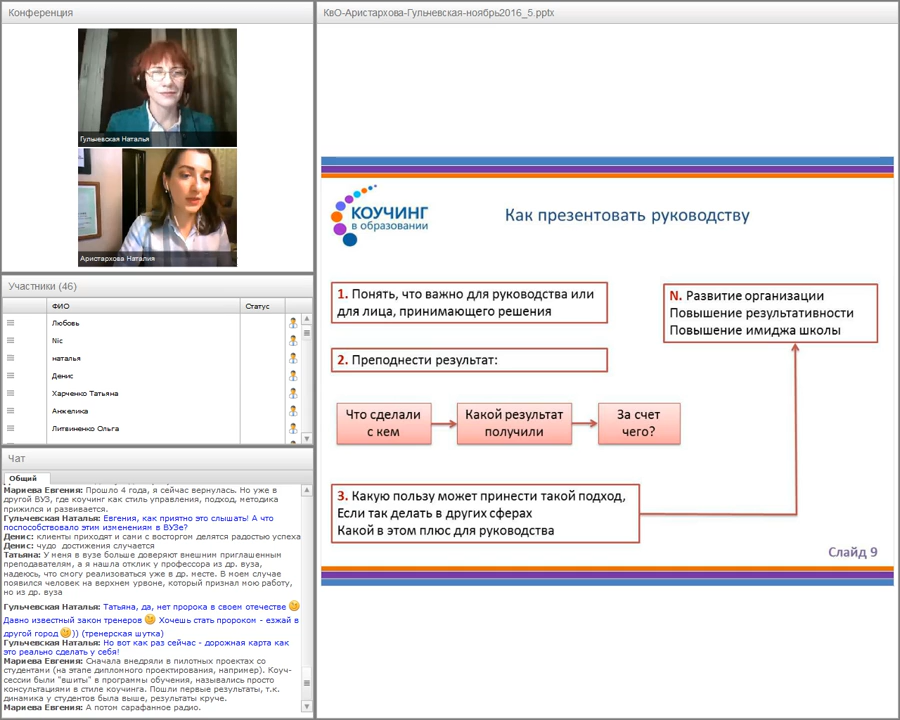 Конференция
Гульчевская Наталья
Аристархова Наталия
Участники (46)
ФИО
Статус
Любовь
Nic
наталья
Денис
Харченко Татьяна
Анжелика
Литвиненко Ольга
Чат
Общий
Мариева Евгения: Прошло 4 года, я сейчас вернулась. Но уже в
другой ВУЗ, где коучинг как стиль управления, подход, методика
прижился и развивается.
Гульчевская Наталья: Евгения, как приятно это слышать! А что
поспособствовало этим изменениям в ВУЗе?
Денис: клиенты приходят и сами с восторгом делятся радостью успеха
Денис: чудо достижения случается
Татьяна: У меня в вузе больше доверяют внешним приглашенным
преподавателям, а я нашла отклик у профессора из др. вуза,
надеюсь, что смогу реализоваться уже в др. месте. В моем случае
появился человек на верхнем урвоне, который признал мою работу,
но из др. вуза
Гульчевская Наталья: Татьяна, да, нет пророка в своем отечестве
Давно известный закон тренеров Хочешь стать пророком - езжай в
другой город )) (тренерская шутка)
Гульчевская Наталья: Но вот как раз сейчас - дорожная карта как
это реально сделать у себя!
Мариева Евгения: Сначала внедряли в пилотных проектах со
студентами (на этапе дипломного проектирования, например). Коуч-
сессии были "вшиты" в программы обучения, назывались просто
консультациями в стиле коучинга. Пошли первые результаты, т.к.
динамика у студентов была выше, результаты круче.
Мариева Евгения: А потом сарафанное радио.
КвО-Аристархова-Гульневская-ноябрь2016_5.pptx
КОУЧИНГ
в образовании
Как презентовать руководству
1. Понять, что важно для руководства или
для лица, принимающего решения
N. Развитие организации
Повышение результативности
Повышение имиджа школы
2. Преподнести результат:
Что сделали
с кем
Какой результат
получили
За счет
чего?
3. Какую пользу может принести такой подход,
Если так делать в других сферах
Какой в этом плюс для руководства
Слайд 9